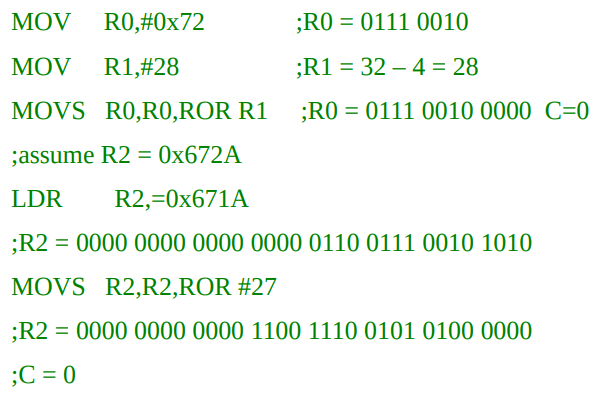 MOV R0,#0x72 ;R0 = 0111 0010
MOV R1,#28 ;R1 = 32 – 4 = 28
MOVS R0,R0,ROR R1 ;R0 = 0111 0010 0000 C=0
;assume R2 = 0x672A
LDR R2,=0x671A
;R2 = 0000 0000 0000 0000 0110 0111 0010 1010
MOVS R2,R2,ROR #27
;R2 = 0000 0000 0000 1100 1110 0101 0100 0000
;C = 0